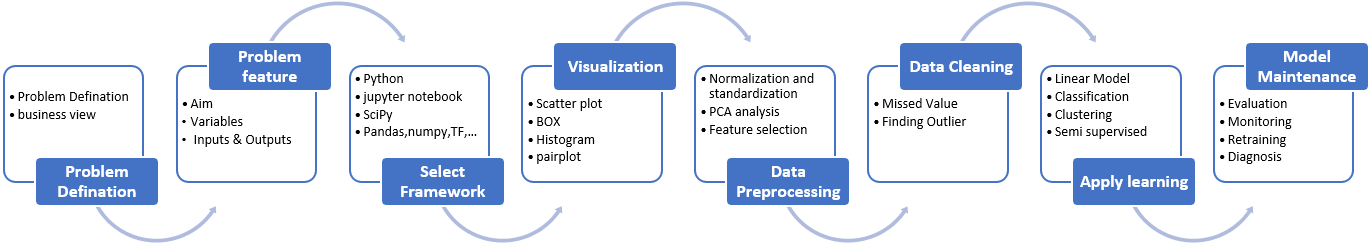 • Problem Defination
• business view
Problem
Defination
Problem
feature
• Aim
• Variables
• Inputs & Outputs
• Python
• jupyter notebook
• SciPy
• Pandas,numpy,TF,...
Select
Framework
Visualization
• Scatter plot
• BOX
• Histogram
• pairplot
• Normalization and
standardization
• PCA analysis
• Feature selection
Data
Preprocessing
Data Cleaning
• Missed Value
• Finding Outlier
• Linear Model
• Classification
• Clustering
• Semi supervised
Apply learning
Model
Maintenance
• Evaluation
• Monitoring
• Retraining
• Diagnosis